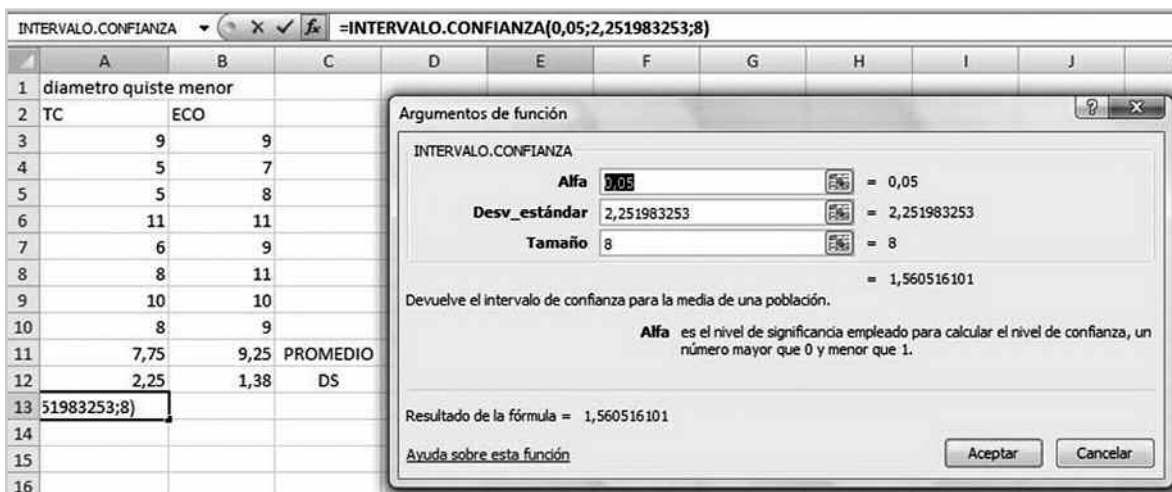 INTERVALO.CONFIANZA fx =INTERVALO.CONFIANZA(0,05;2,251983253;8)
A B C D E F G H I J
1 diametro quiste menor
2 TC ECO
3 9 9
4 5 7
5 5 8
6 11 11
7 6 9
8 8 11
9 10 10
10 8 9
11 7,75 9,25 PROMEDIO
12 2,25 1,38 DS
13 51983253;8)
14
15
16
Argumentos de función
INTERVALO.CONFIANZA
Alfa 0,05 = 0,05
Desv_estándar 2,251983253 = 2,251983253
Tamaño 8 = 8
= 1,560516101
Devuelve el intervalo de confianza para la media de una población.
Alfa es el nivel de significancia empleado para calcular el nivel de confianza, un
número mayor que 0 y menor que 1.
Resultado de la fórmula = 1,560516101
Ayuda sobre esta función
Aceptar
Cancelar